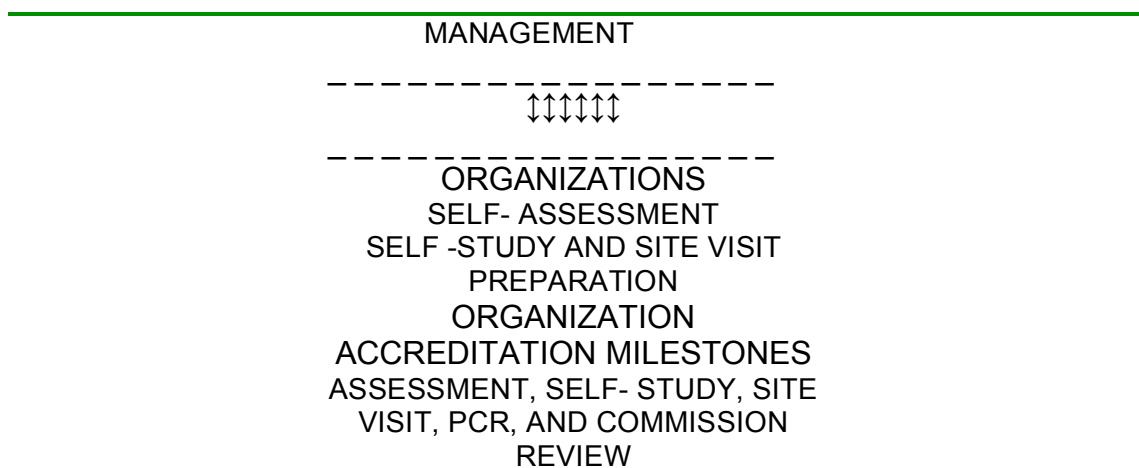 MANAGEMENT
_ _ _ _ _ _ _ _ _ _ _ _ _ _ _ _ _
↕↕↕↕↕↕
_ _ _ _ _ _ _ _ _ _ _ _ _ _ _ _ _
ORGANIZATIONS
SELF- ASSESSMENT
SELF -STUDY AND SITE VISIT
PREPARATION
ORGANIZATION
ACCREDITATION MILESTONES
ASSESSMENT, SELF- STUDY, SITE
VISIT, PCR, AND COMMISSION
REVIEW